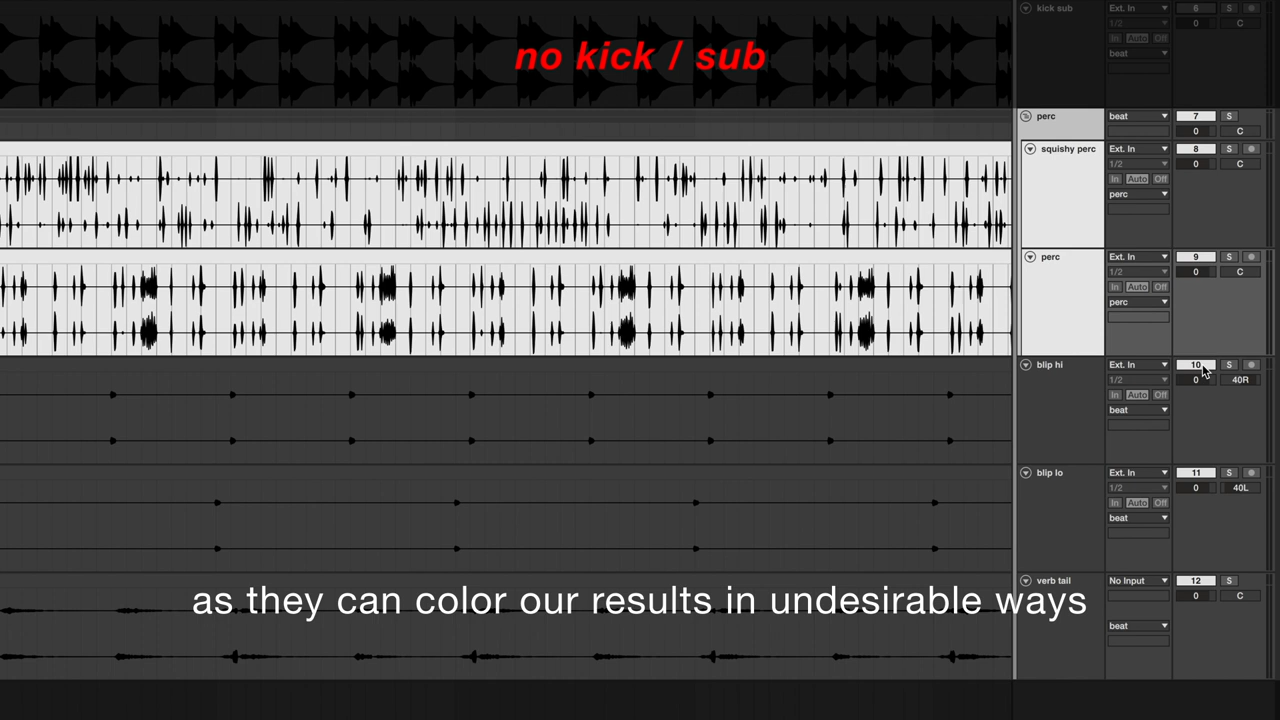 kick sub Ext. In 6 S
1/2 0 C
In Auto Off
beat
no kick / sub
perc beat 7 S
0 C
squishy perc Ext. In 8 S
1/2 0 C
In Auto Off
perc
perc Ext. In 9 S
1/2 0 C
In Auto Off
perc
blip hi Ext. In 10 S
1/2 0 40R
In Auto Off
beat
blip lo Ext. In 11 S
1/2 0 40L
In Auto Off
beat
verb tail No Input 12 S
0 C
as they can color our results in undesirable ways
beat